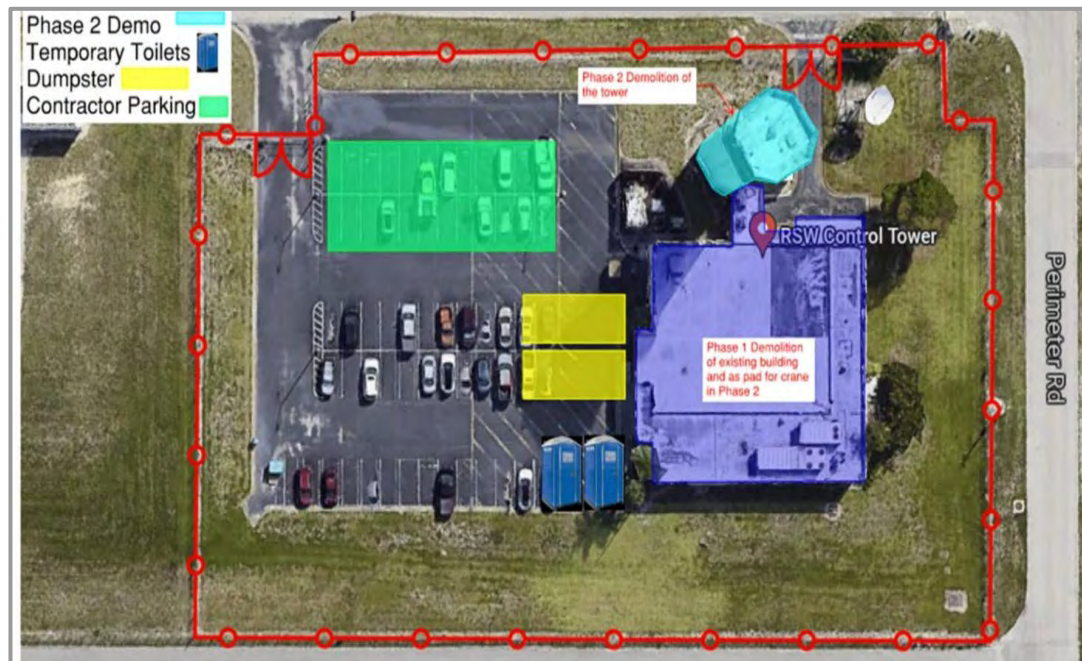 Phase 2 Demo
Temporary Toilets
Dumpster
Contractor Parking
Phase 2 Demolition of
the tower
RSW Control Tower
Phase 1 Demolition
of existing building
and as pad for crane
in Phase 2
Perimeter Rd